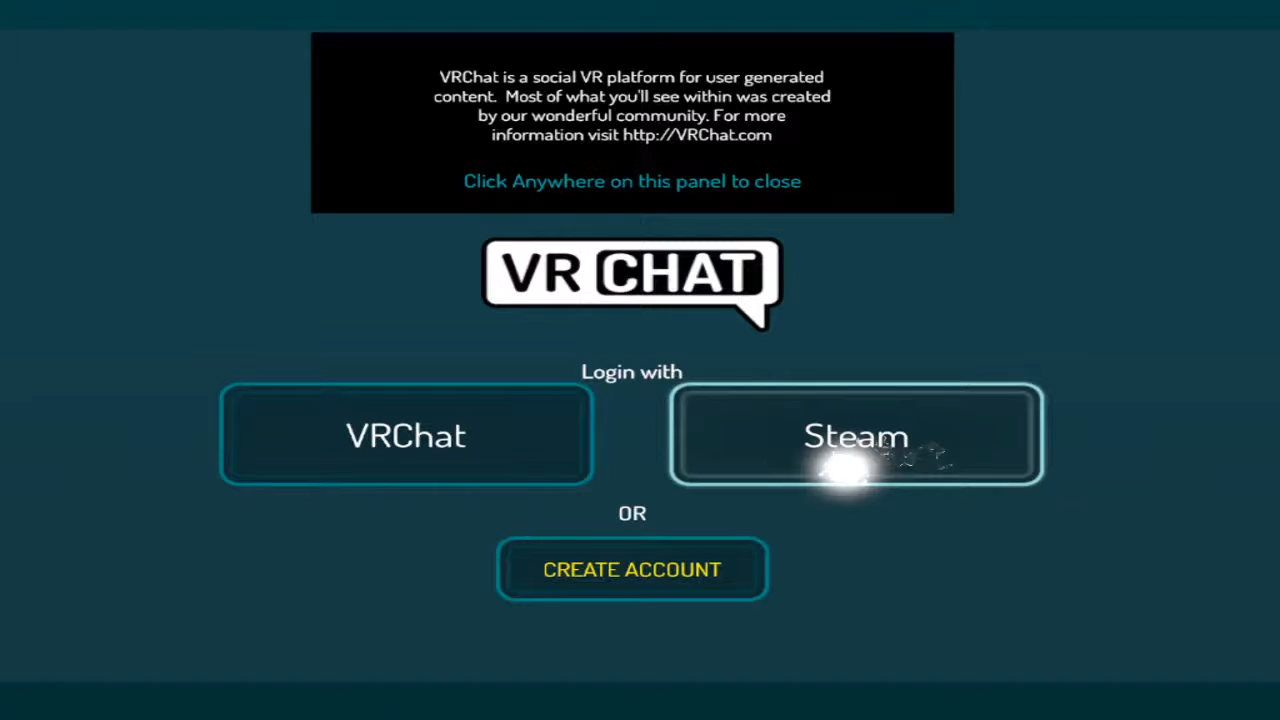 VRChat is a social VR platform for user generated
content.  Most of what you'll see within was created
by our wonderful community. For more
information visit http://VRChat.com
Click Anywhere on this panel to close
VR CHAT
Login with
VRChat
Steam
OR
CREATE ACCOUNT